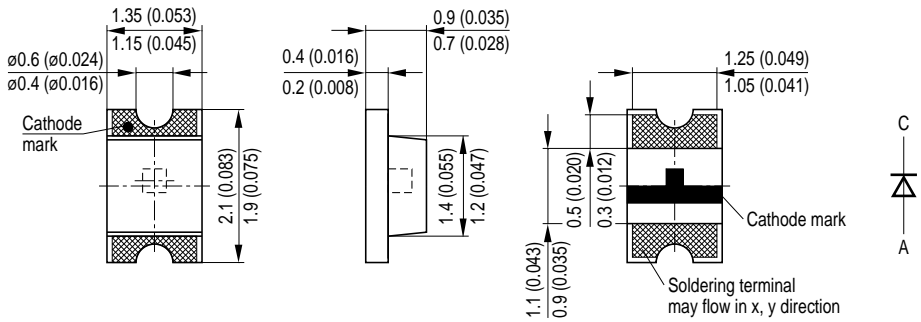 1.35 (0.053)
1.15 (0.045)
ø0.6 (ø0.024)
ø0.4 (ø0.016)
Cathode
mark
2.1 (0.083)
1.9 (0.075)
0.9 (0.035)
0.7 (0.028)
0.4 (0.016)
0.2 (0.008)
1.4 (0.055)
1.2 (0.047)
1.25 (0.049)
1.05 (0.041)
0.5 (0.020)
0.3 (0.012)
1.1 (0.043)
0.9 (0.035)
Cathode mark
Soldering terminal
may flow in x, y direction
C
A